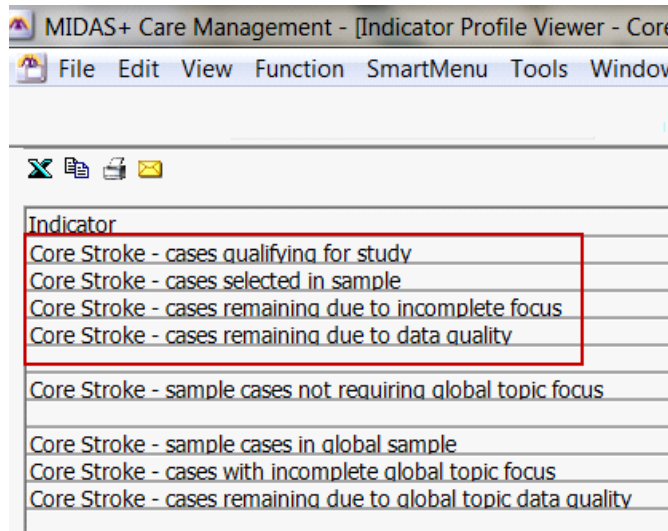 MIDAS+ Care Management - [Indicator Profile Viewer - Core
File Edit View Function SmartMenu Tools Window
Indicator
Core Stroke - cases qualifying for study
Core Stroke - cases selected in sample
Core Stroke - cases remaining due to incomplete focus
Core Stroke - cases remaining due to data quality
Core Stroke - sample cases not requiring global topic focus
Core Stroke - sample cases in global sample
Core Stroke - cases with incomplete global topic focus
Core Stroke - cases remaining due to global topic data quality